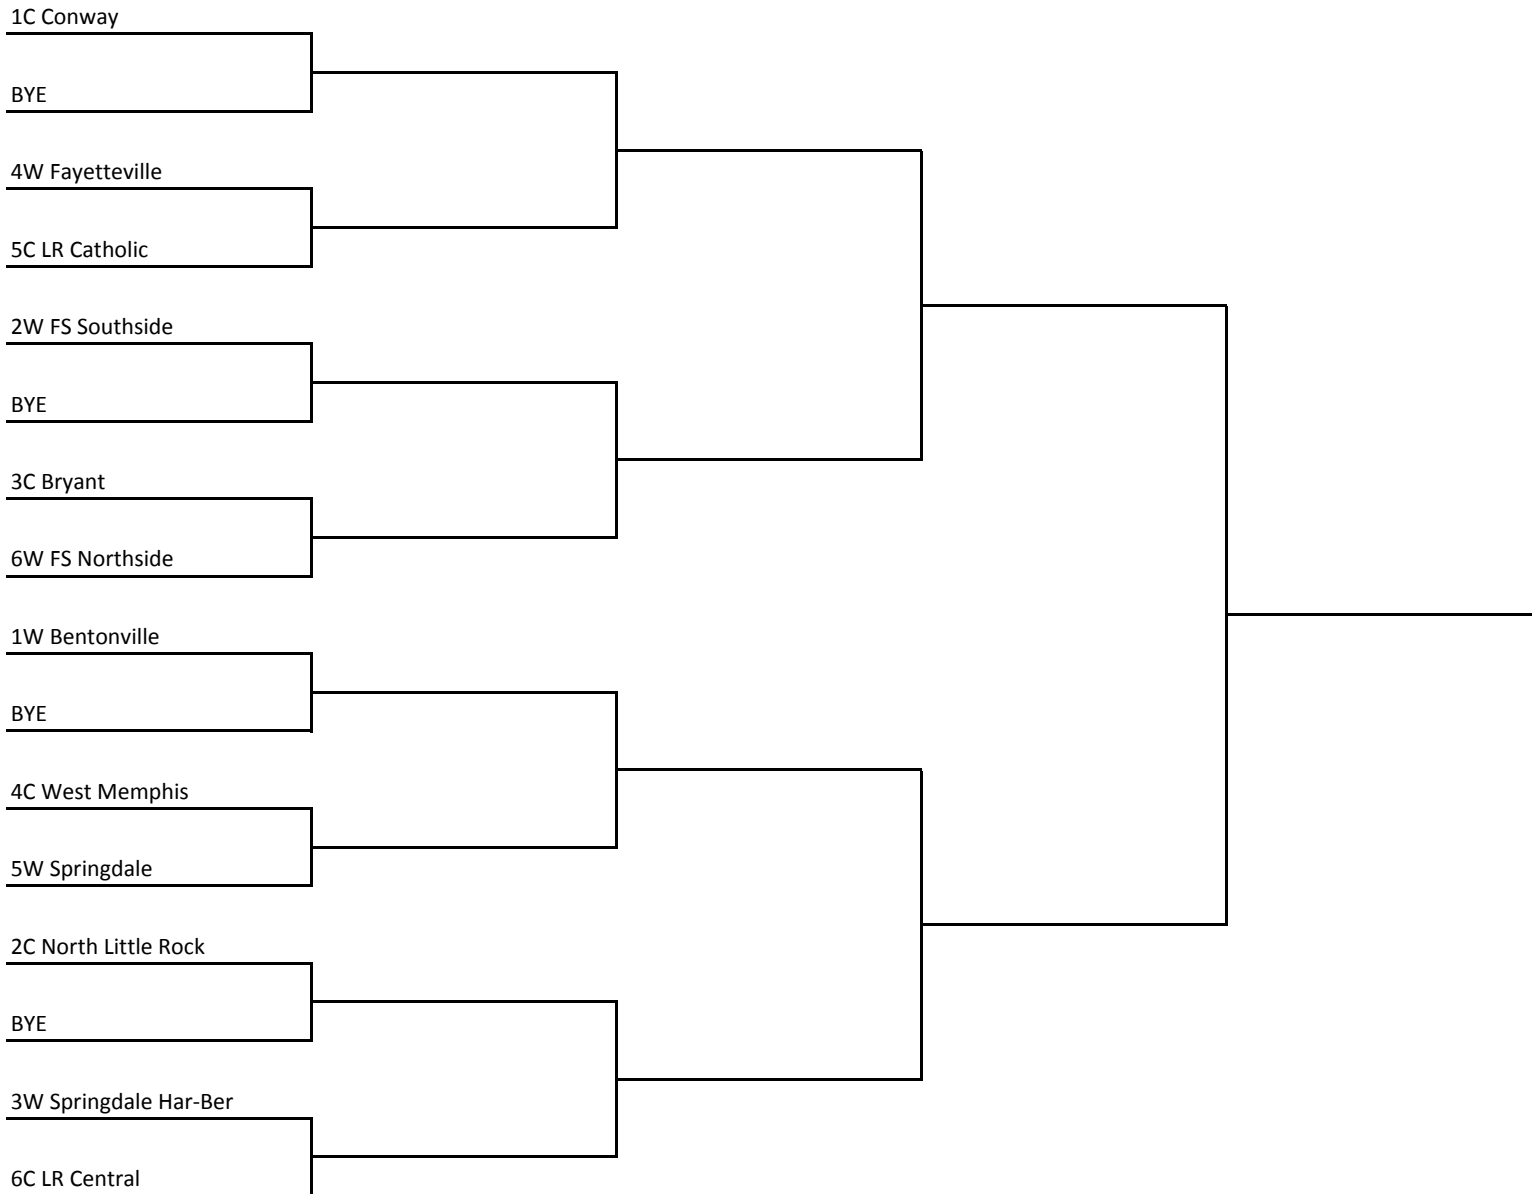 1C Conway
BYE
4W Fayetteville
5C LR Catholic
2W FS Southside
BYE
3C Bryant
6W FS Northside
1W Bentonville
BYE
4C West Memphis
5W Springdale
2C North Little Rock
BYE
3W Springdale Har-Ber
6C LR Central